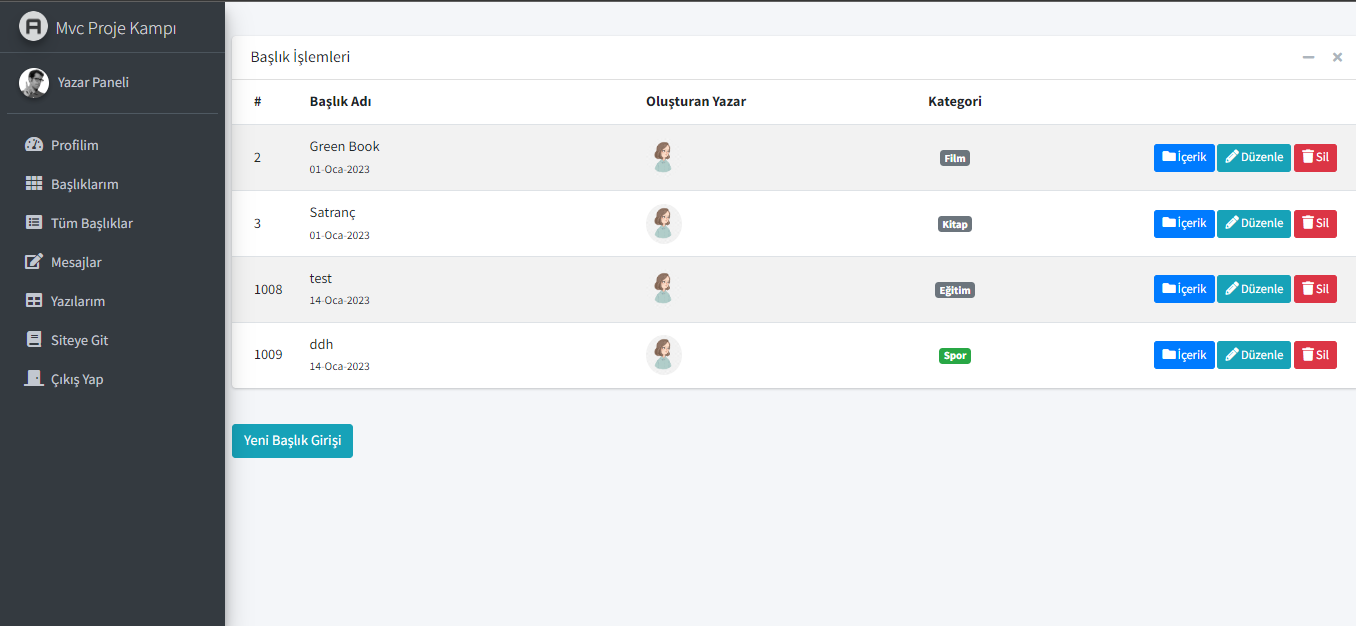 Mvc Proje Kampı
Yazar Paneli
Profilim
Başlıklarım
Tüm Başlıklar
Mesajlar
Yazılarım
Siteye Git
Çıkış Yap
Başlık İşlemleri
# Başlık Adı Oluşturan Yazar Kategori
2 Green Book Film İçerik Düzenle Sil
01-Oca-2023
3 Satranç Kitap İçerik Düzenle Sil
01-Oca-2023
1008 test Eğitim İçerik Düzenle Sil
14-Oca-2023
1009 ddh Spor İçerik Düzenle Sil
14-Oca-2023
Yeni Başlık Girişi